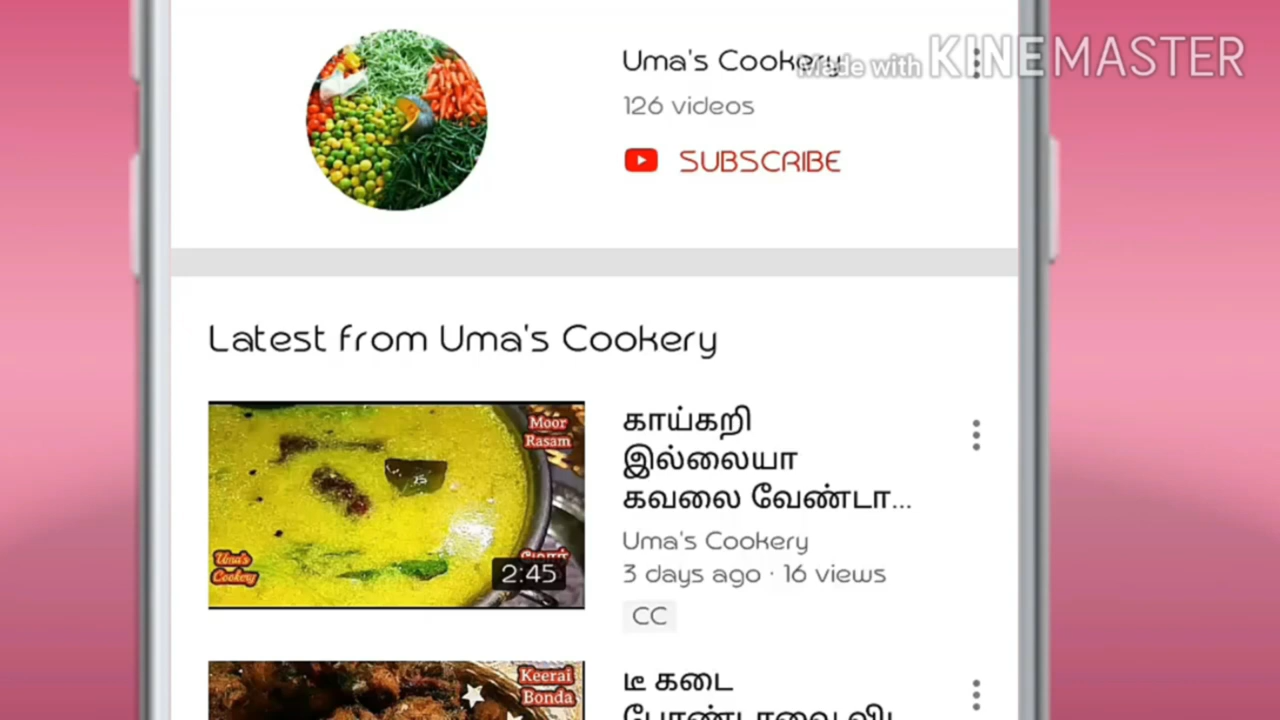 Uma's Cookery
Made with KINEMASTER
126 videos
SUBSCRIBE
Latest from Uma's Cookery
Moor
Rasam
Uma's
Cookery
2:45
காய்கறி
இல்லையா
கவலை வேண்டா...
Uma's Cookery
3 days ago · 16 views
CC
Keerai
Bonda
டீ கடை